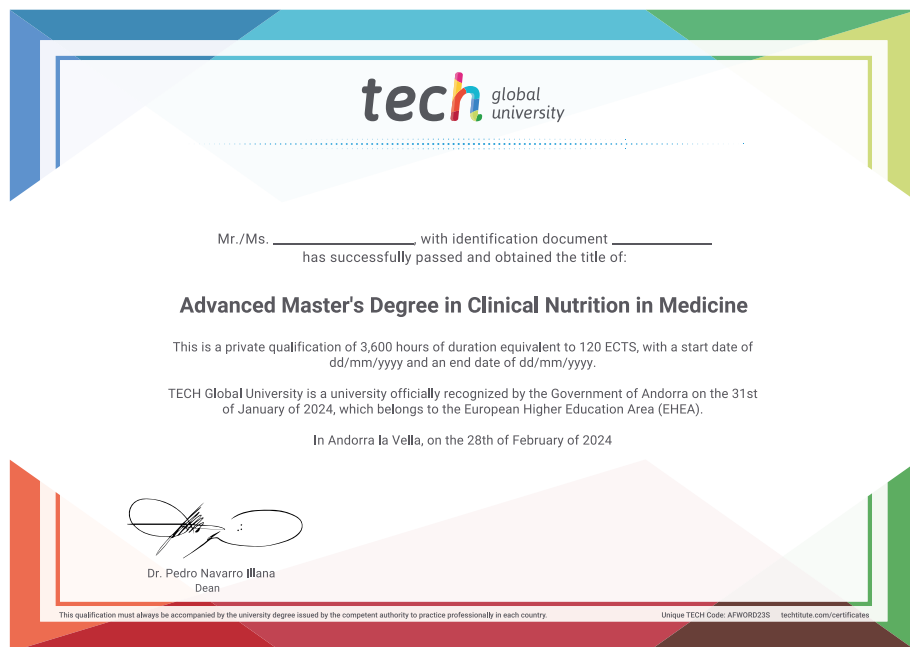 tech global
university
Mr./Ms. ____________, with identification document ____________
has successfully passed and obtained the title of:
Advanced Master's Degree in Clinical Nutrition in Medicine
This is a private qualification of 3,600 hours of duration equivalent to 120 ECTS, with a start date of
dd/mm/yyyy and an end date of dd/mm/yyyy.
TECH Global University is a university officially recognized by the Government of Andorra on the 31st
of January of 2024, which belongs to the European Higher Education Area (EHEA).
In Andorra la Vella, on the 28th of February of 2024
Dr. Pedro Navarro Illana
Dean
This qualification must always be accompanied by the university degree issued by the competent authority to practice professionally in each country.
Unique TECH Code: AFWORD23S techtitute.com/certificates